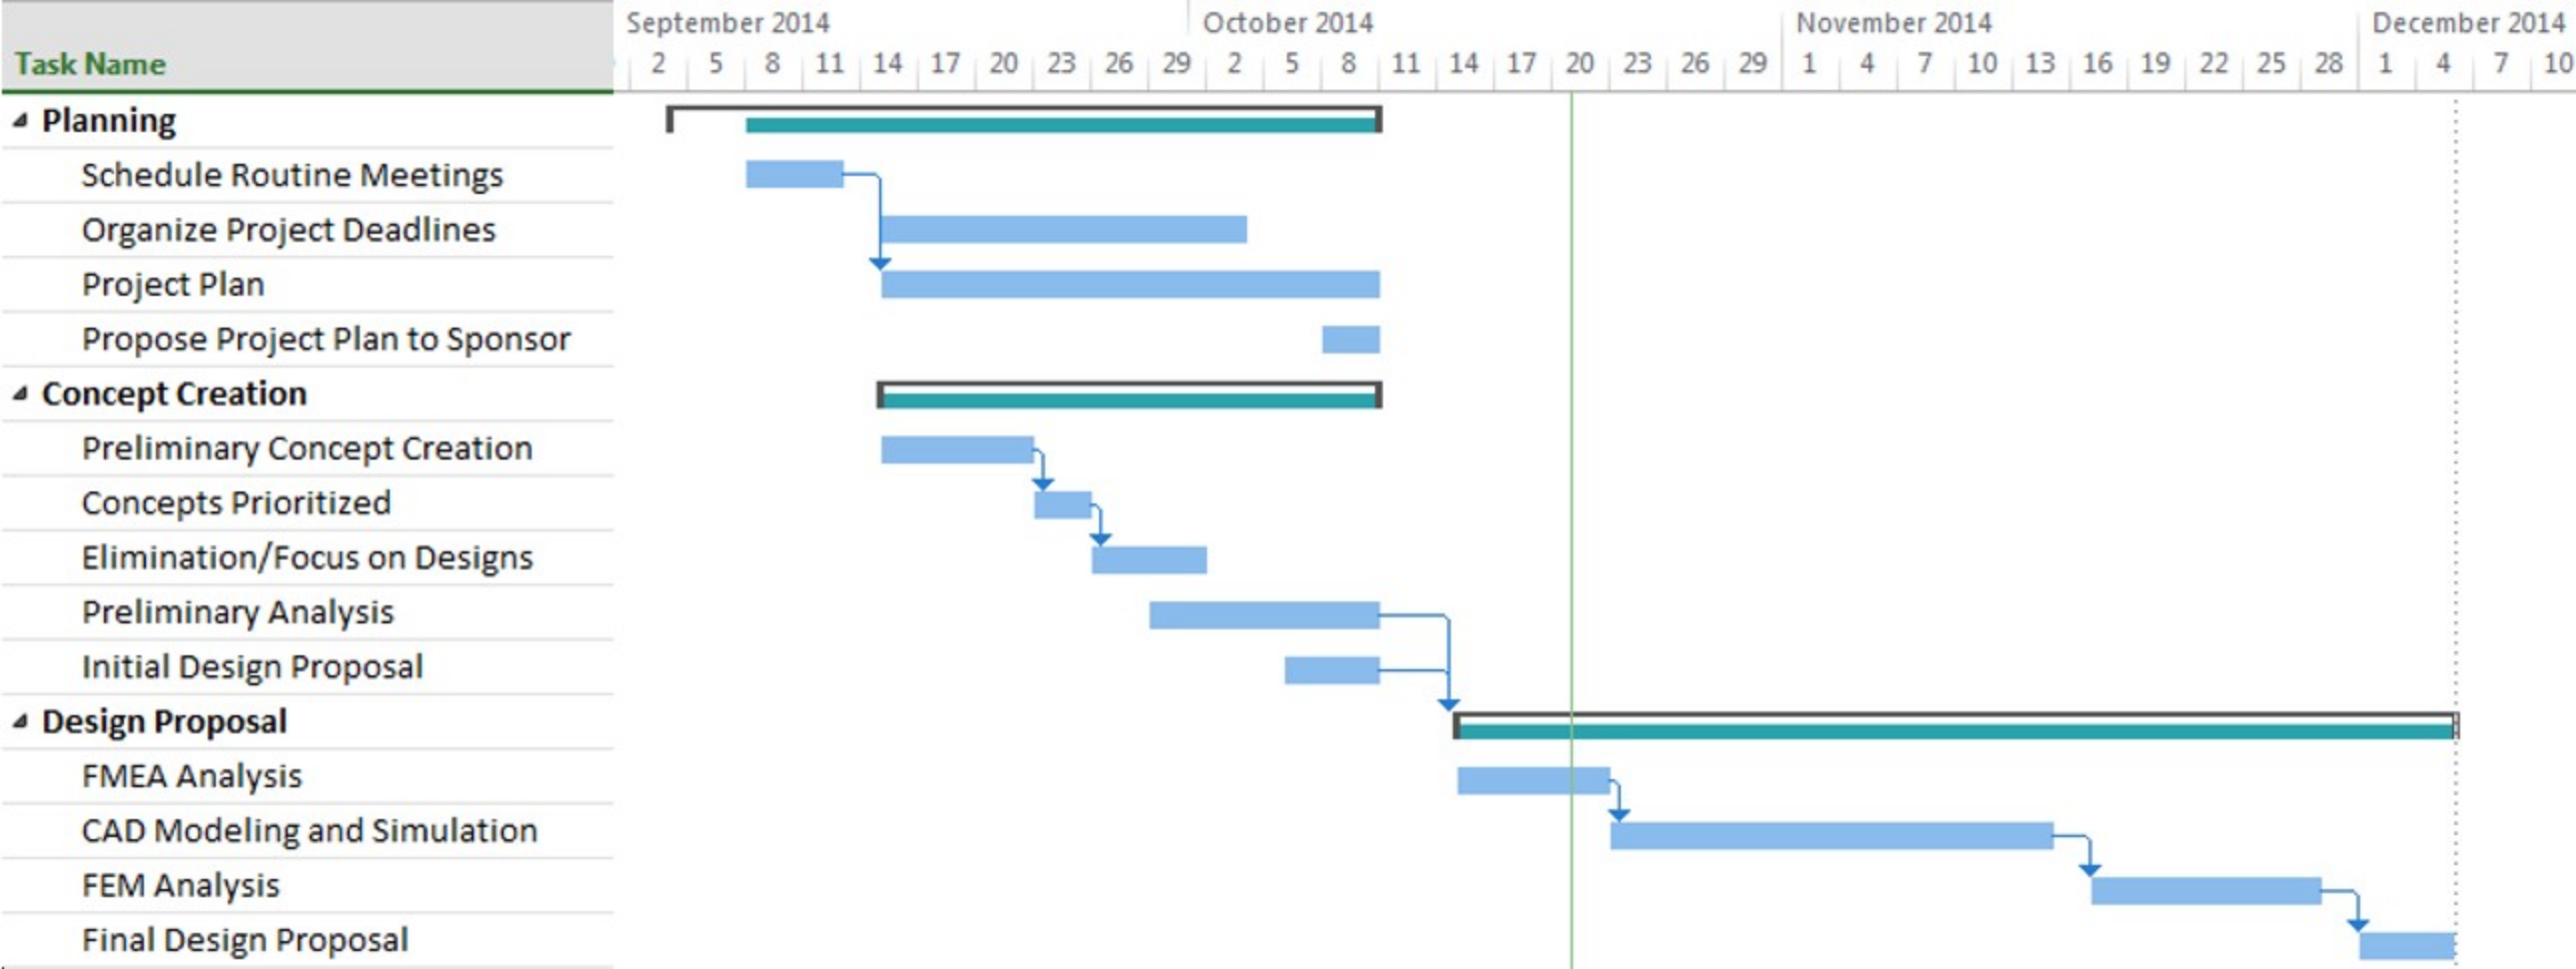 September 2014 October 2014 November 2014 December 2014
Task Name 2 5 8 11 14 17 20 23 26 29 2 5 8 11 14 17 20 23 26 29 1 4 7 10 13 16 19 22 25 28 1 4 7 10
Planning
Schedule Routine Meetings
Organize Project Deadlines
Project Plan
Propose Project Plan to Sponsor
Concept Creation
Preliminary Concept Creation
Concepts Prioritized
Elimination/Focus on Designs
Preliminary Analysis
Initial Design Proposal
Design Proposal
FMEA Analysis
CAD Modeling and Simulation
FEM Analysis
Final Design Proposal